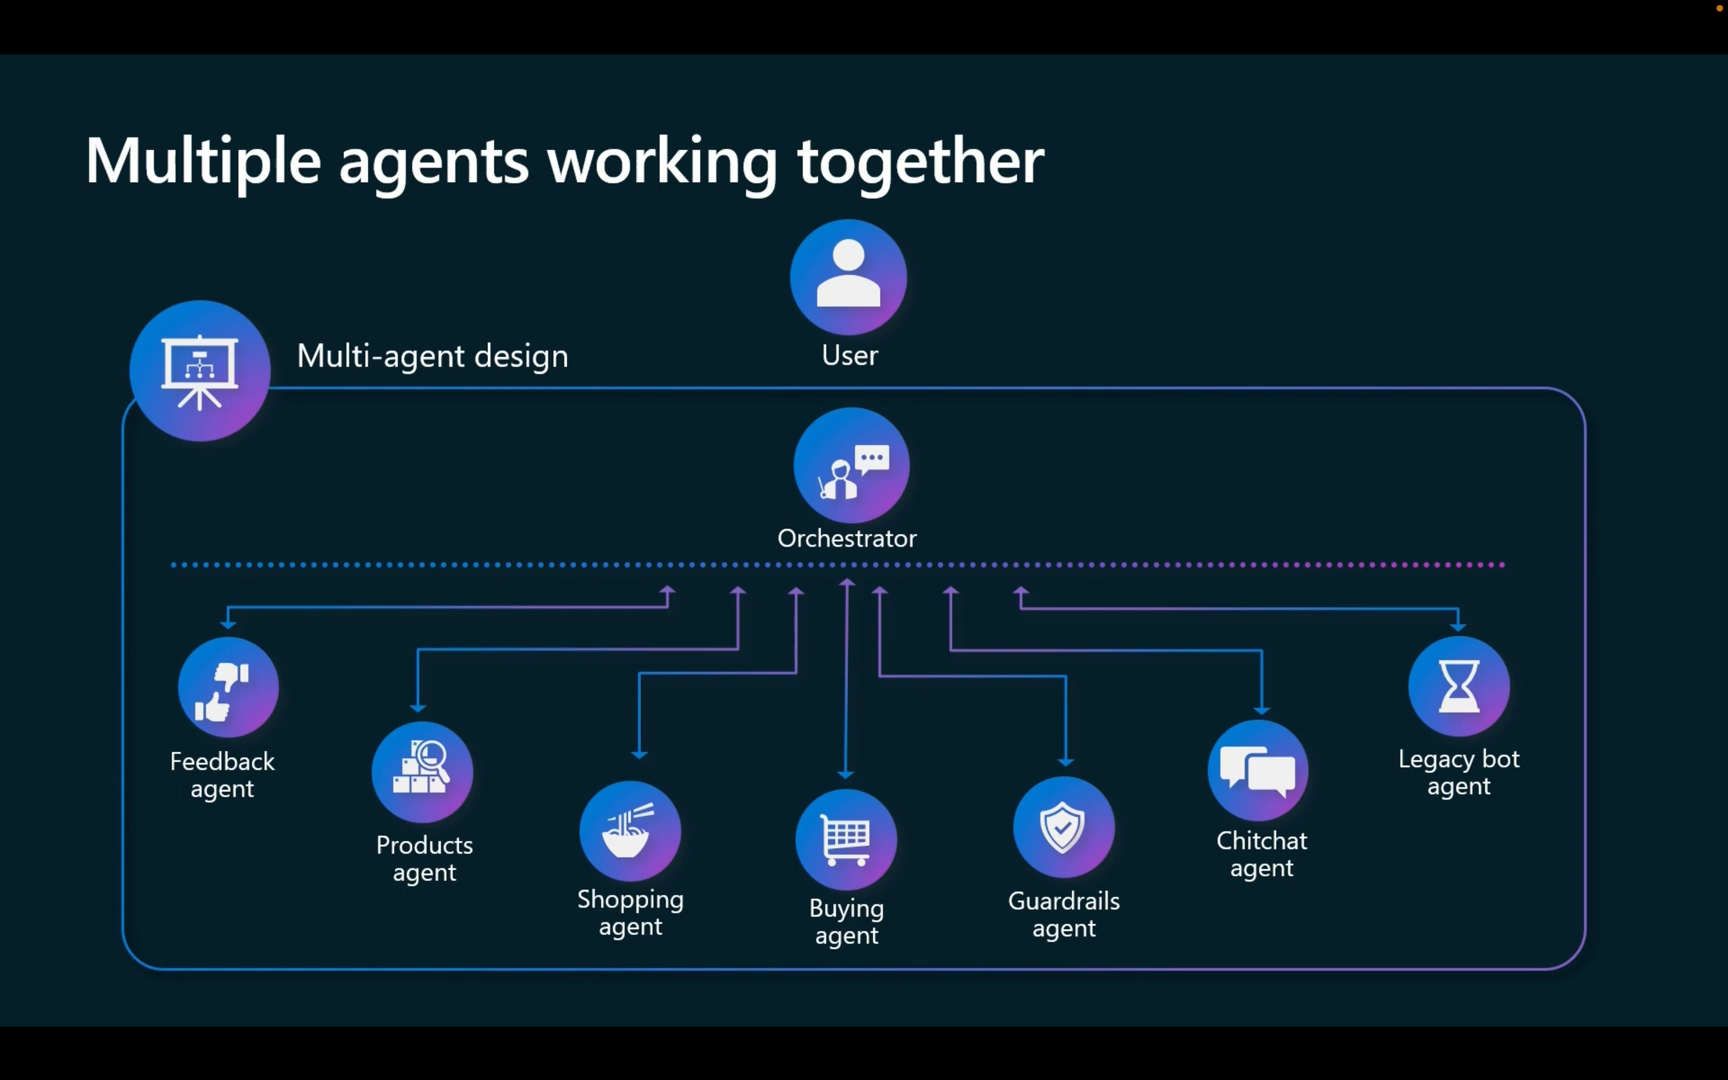 Multiple agents working together
User
Multi-agent design
Orchestrator
Feedback
agent
Products
agent
Shopping
agent
Buying
agent
Guardrails
agent
Chitchat
agent
Legacy bot
agent